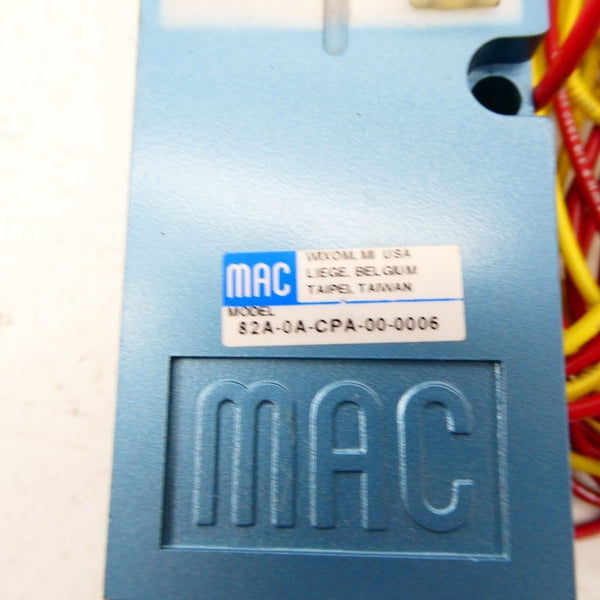 MAC
WIXOM, MI USA
LIEGE, BELGIUM
TAIPEI, TAIWAN
MODEL
82A-0A-CPA-00-0006
MAC